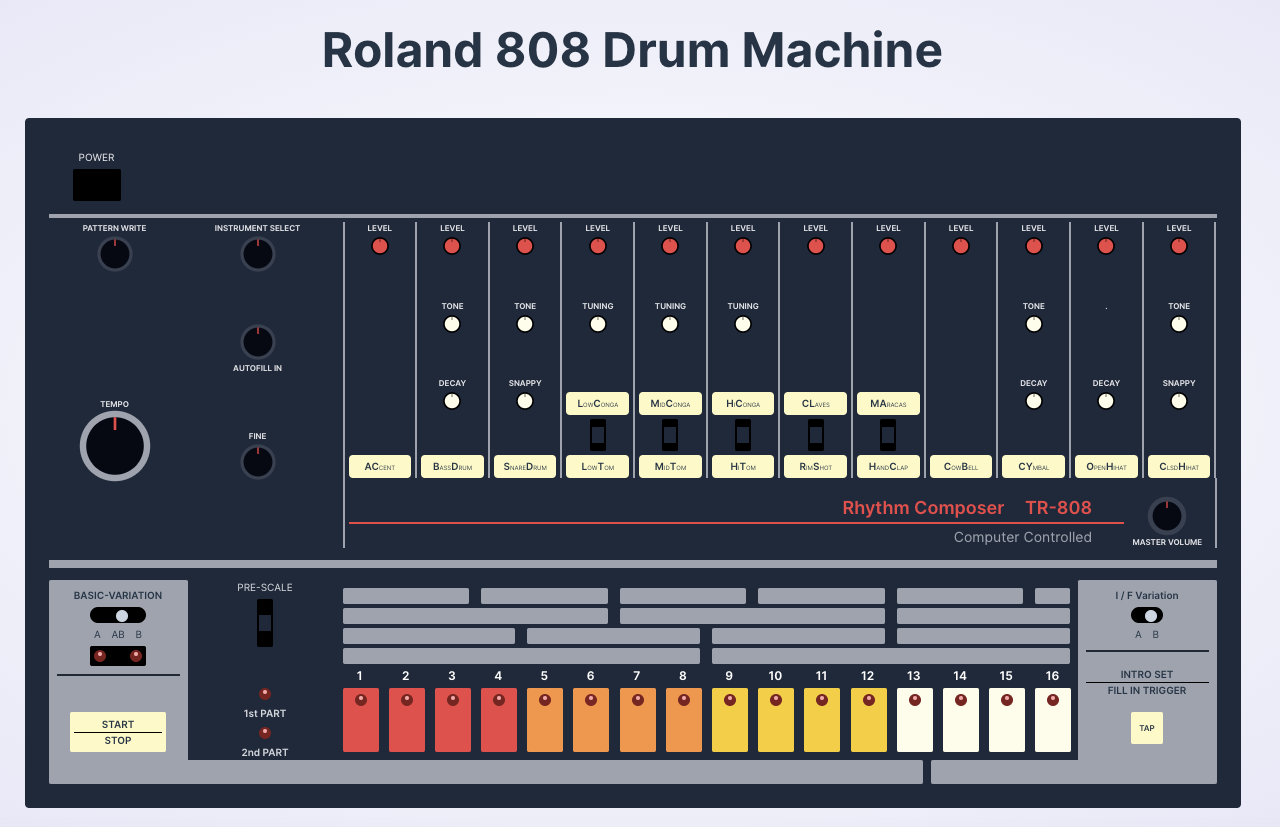 Roland 808 Drum Machine
POWER
PATTERN WRITE
INSTRUMENT SELECT
LEVEL LEVEL LEVEL LEVEL LEVEL LEVEL LEVEL LEVEL LEVEL LEVEL LEVEL LEVEL
TONE TONE TUNING TUNING TUNING TONE . TONE
AUTOFILL IN
DECAY SNAPPY DECAY DECAY SNAPPY
TEMPO
LowConga MidConga HiConga CLaves MAracas
FINE
ACcent BassDrum SnareDrum LowTom MidTom HiTom RimShot HandClap CowBell CYmbal OpenHihat ClsdHihat
Rhythm Composer TR-808
Computer Controlled
MASTER VOLUME
BASIC-VARIATION
A AB B
START
STOP
PRE-SCALE
1st PART
2nd PART
1 2 3 4 5 6 7 8 9 10 11 12 13 14 15 16
I / F Variation
A B
INTRO SET
FILL IN TRIGGER
TAP